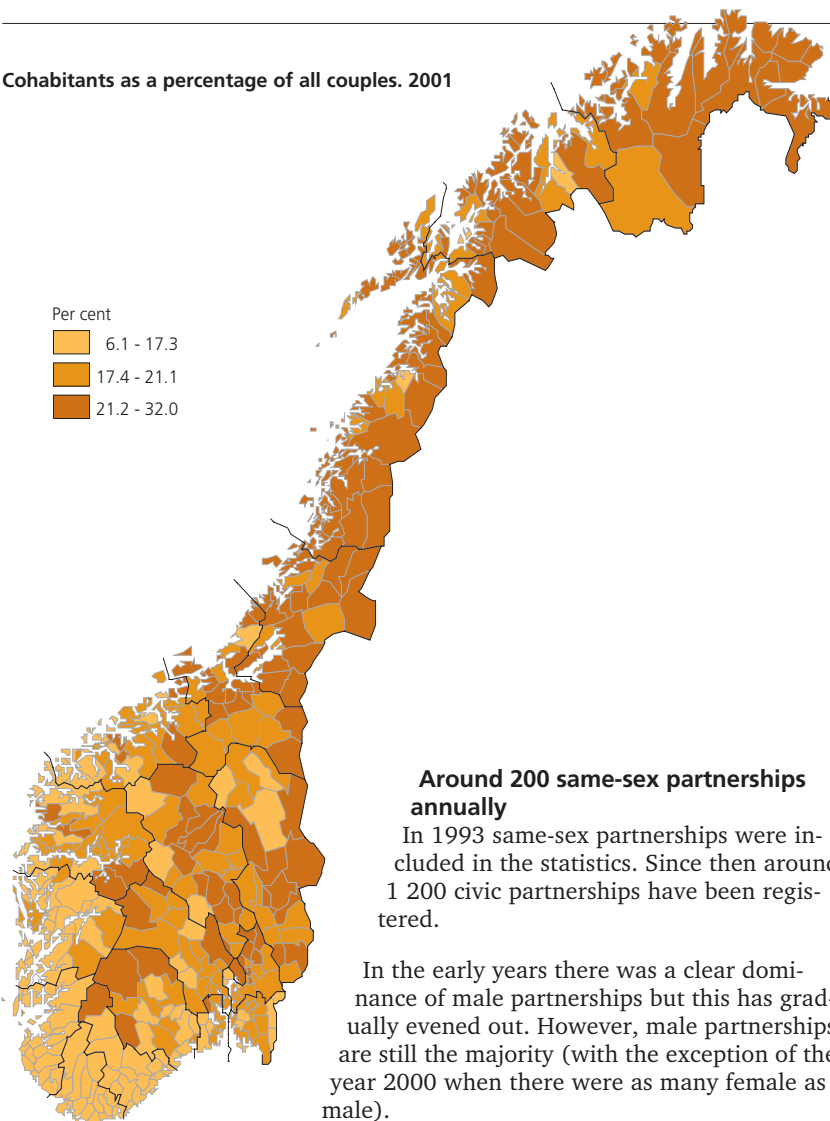 Cohabitants as a percentage of all couples. 2001
Per cent
6.1 - 17.3
17.4 - 21.1
21.2 - 32.0
Around 200 same-sex partnerships
annually
In 1993 same-sex partnerships were in-
cluded in the statistics. Since then around
1 200 civic partnerships have been regis-
tered.
In the early years there was a clear domi-
nance of male partnerships but this has grad-
ually evened out. However, male partnerships
are still the majority (with the exception of the
year 2000 when there were as many female as
male).